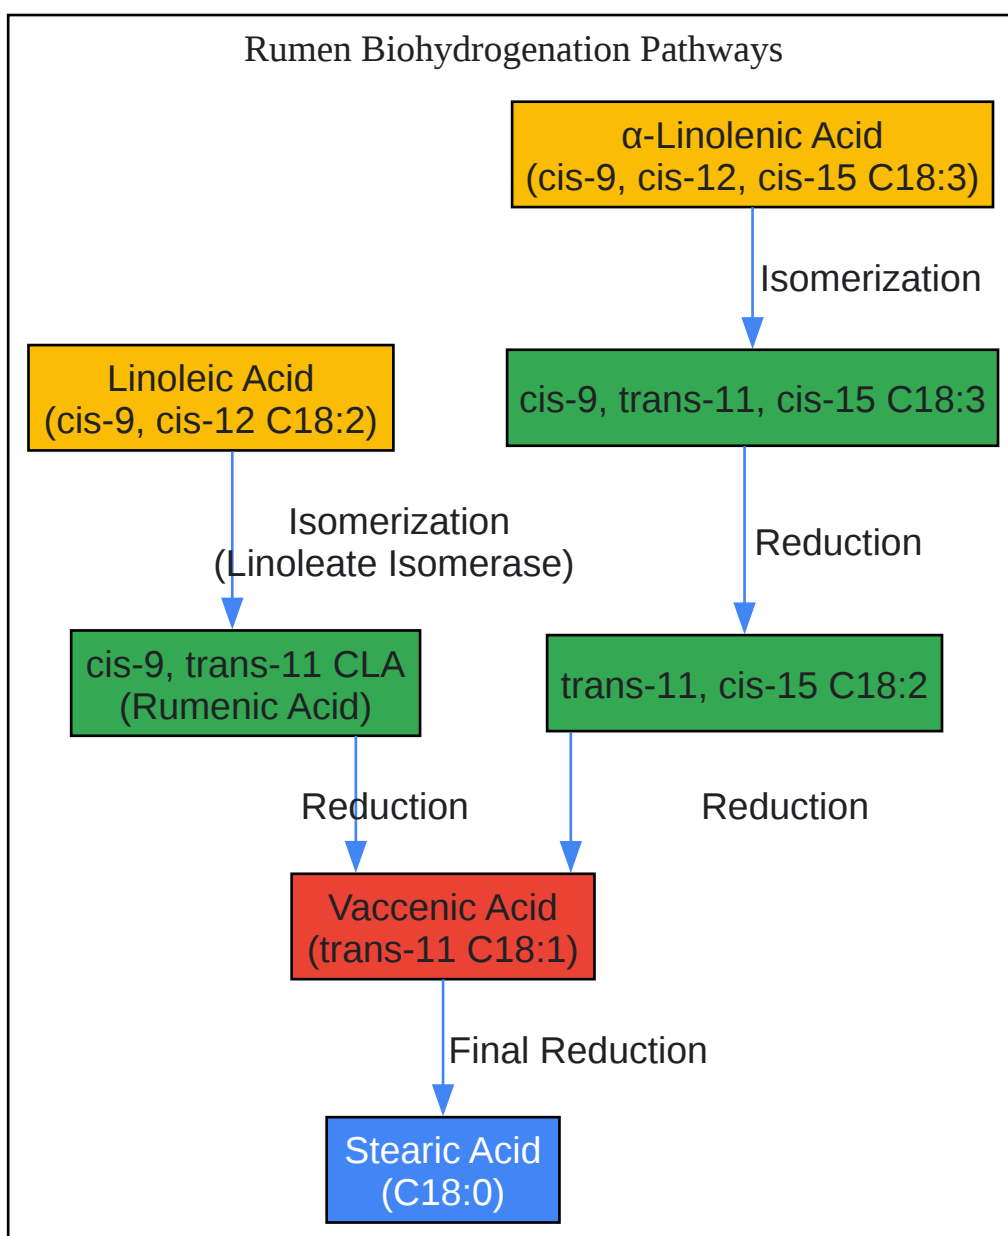 Rumen Biohydrogenation Pathways
α-Linolenic Acid
(cis-9, cis-12, cis-15 C18:3)
Isomerization
Linoleic Acid
(cis-9, cis-12 C18:2)
cis-9, trans-11, cis-15 C18:3
Isomerization
(Linoleate Isomerase)
Reduction
cis-9, trans-11 CLA
(Rumenic Acid)
trans-11, cis-15 C18:2
Reduction
Reduction
Vaccenic Acid
(trans-11 C18:1)
Final Reduction
Stearic Acid
(C18:0)